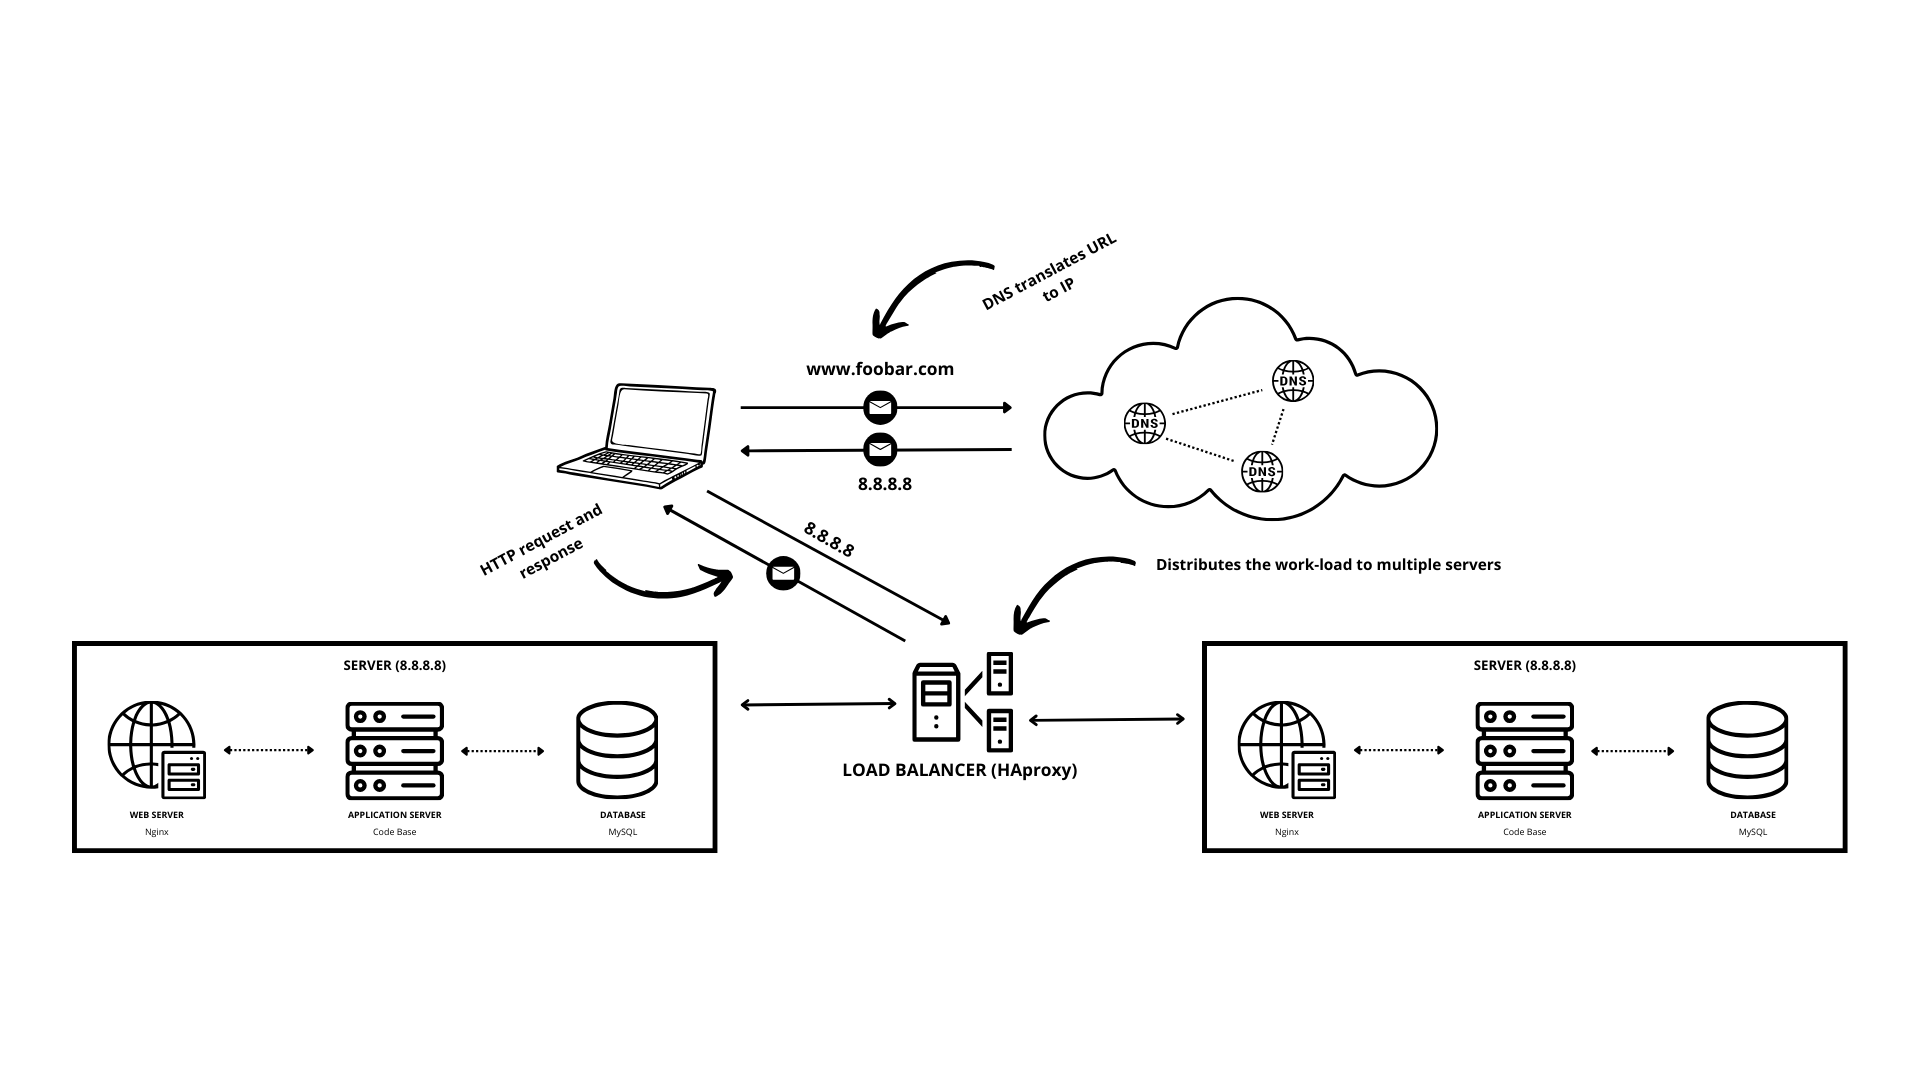 DNS translates URL
to IP
www.foobar.com
DNS
DNS
DNS
8.8.8.8
HTTP request and
response
8.8.8.8
Distributes the work-load to multiple servers
SERVER (8.8.8.8)
WEB SERVER
Nginx
APPLICATION SERVER
Code Base
DATABASE
MySQL
LOAD BALANCER (HAproxy)
SERVER (8.8.8.8)
WEB SERVER
Nginx
APPLICATION SERVER
Code Base
DATABASE
MySQL